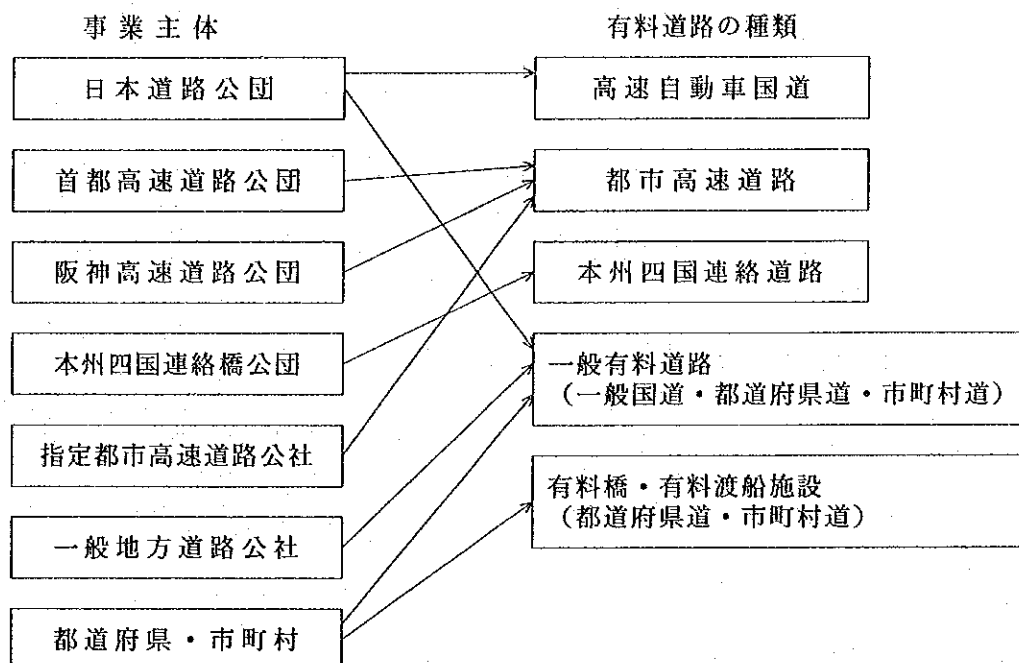 事業主体
有料道路の種類
日本道路公団
高速自動車国道
首都高速道路公団
都市高速道路
阪神高速道路公団
本州四国連絡道路
本州四国連絡橋公団
一般有料道路
(一般国道・都道府県道・市町村道)
指定都市高速道路公社
有料橋・有料渡船施設
(都道府県道・市町村道)
一般地方道路公社
都道府県・市町村